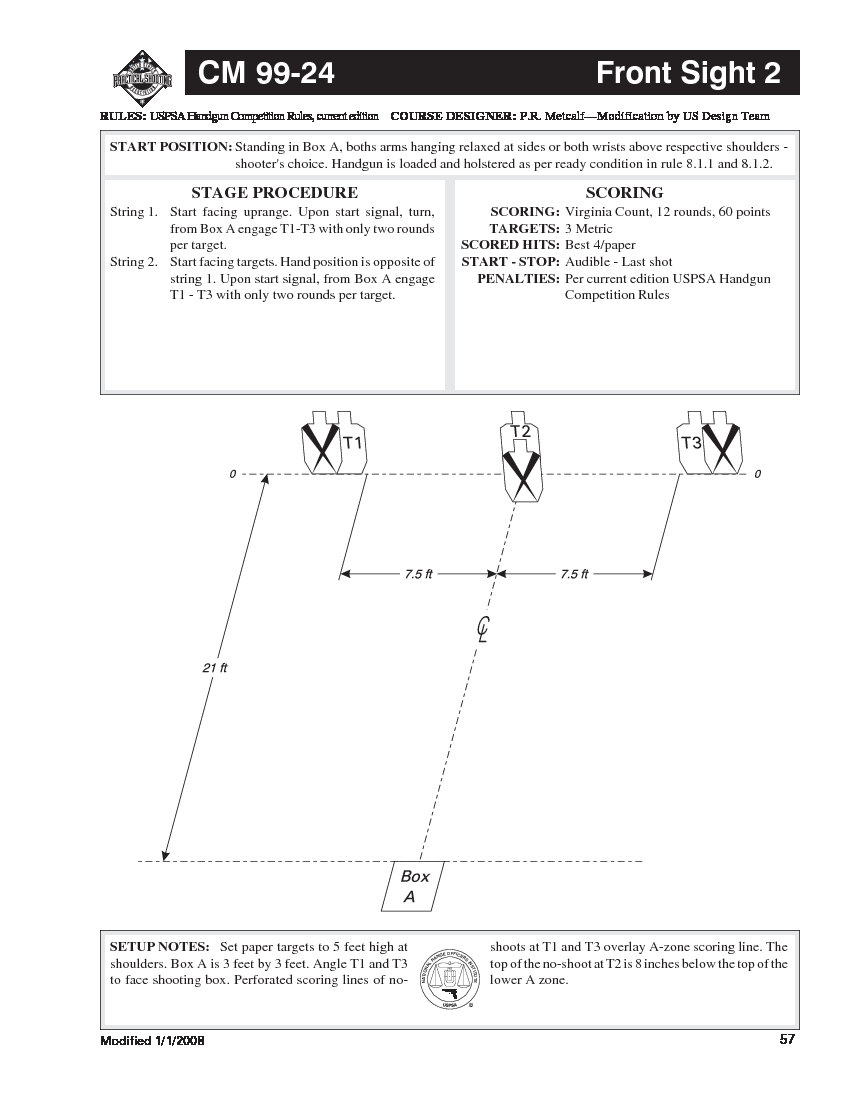 CM 99-24 Front Sight 2
PRACTICAL SHOOTING
RULES: USPSA Handgun Competition Rules, current edition COURSE DESIGNER: P.R. Metcalf—Modification by US Design Team
START POSITION: Standing in Box A, boths arms hanging relaxed at sides or both wrists above respective shoulders -
shooter's choice. Handgun is loaded and holstered as per ready condition in rule 8.1.1 and 8.1.2.
STAGE PROCEDURE
String 1. Start facing uprange. Upon start signal, turn,
from Box A engage T1-T3 with only two rounds
per target.
String 2. Start facing targets. Hand position is opposite of
string 1. Upon start signal, from Box A engage
T1 - T3 with only two rounds per target.
SCORING
SCORING: Virginia Count, 12 rounds, 60 points
TARGETS: 3 Metric
SCORED HITS: Best 4/paper
START - STOP: Audible - Last shot
PENALTIES: Per current edition USPSA Handgun
Competition Rules
T1
T2
T3
0
0
7.5 ft
7.5 ft
21 ft
Box
A
SETUP NOTES: Set paper targets to 5 feet high at
shoulders. Box A is 3 feet by 3 feet. Angle T1 and T3
to face shooting box. Perforated scoring lines of no-
NATIONAL RANGE OFFICERS INSTITUTE
USPSA
shoots at T1 and T3 overlay A-zone scoring line. The
top of the no-shoot at T2 is 8 inches below the top of the
lower A zone.
Modified 1/1/2008
57